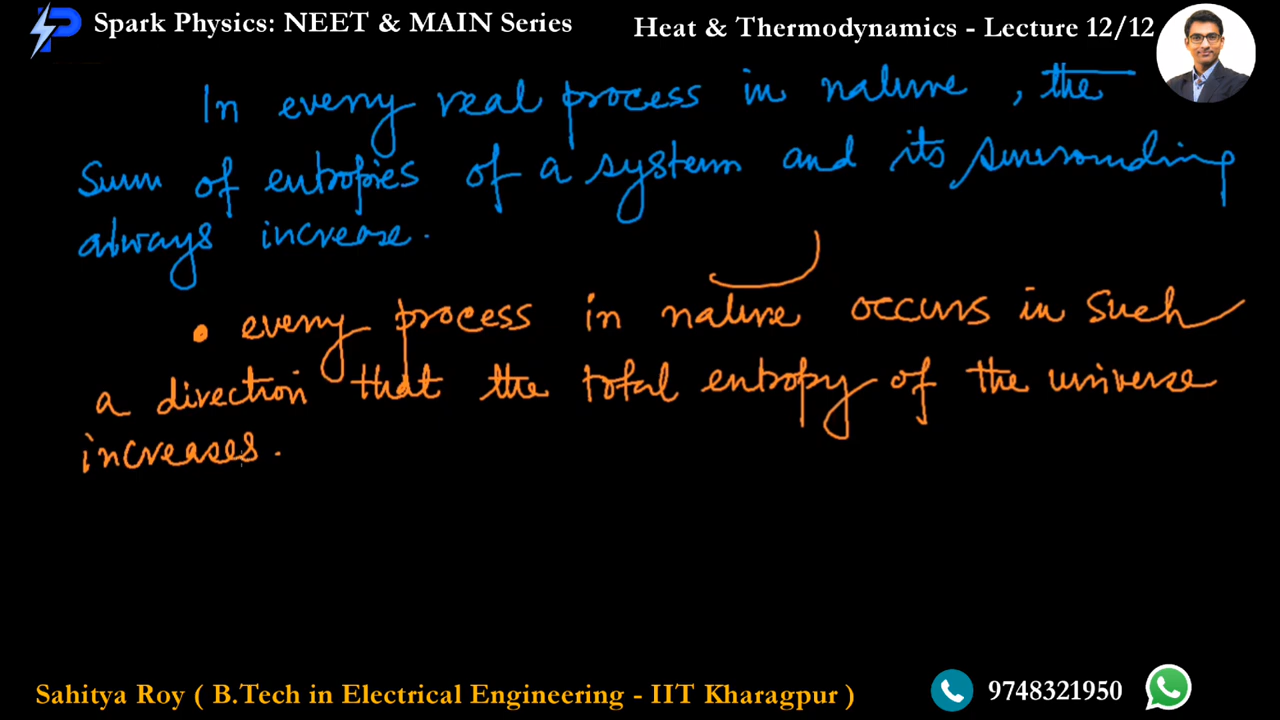 Spark Physics: NEET & MAIN Series
Heat & Thermodynamics - Lecture 12/12
In every real process in nature, the
sum of entropies of a system and its surrounding
always increase.
• every process in nature occurs in such
a direction that the total entropy of the universe
increases.
Sahitya Roy ( B.Tech in Electrical Engineering - IIT Kharagpur )
9748321950